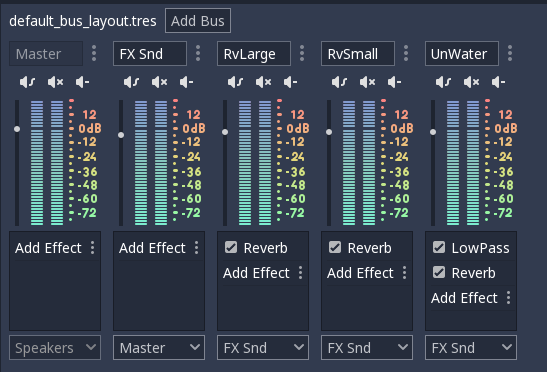 default_bus_layout.tres Add Bus
Master FX Snd RvLarge RvSmall UnWater
12 12 12 12 12
0dB 0dB 0dB 0dB 0dB
-12 -12 -12 -12 -12
-24 -24 -24 -24 -24
-36 -36 -36 -36 -36
-48 -48 -48 -48 -48
-60 -60 -60 -60 -60
-72 -72 -72 -72 -72
Add Effect Add Effect Reverb Reverb LowPass
Add Effect Add Effect Reverb
Add Effect
Speakers Master FX Snd FX Snd FX Snd